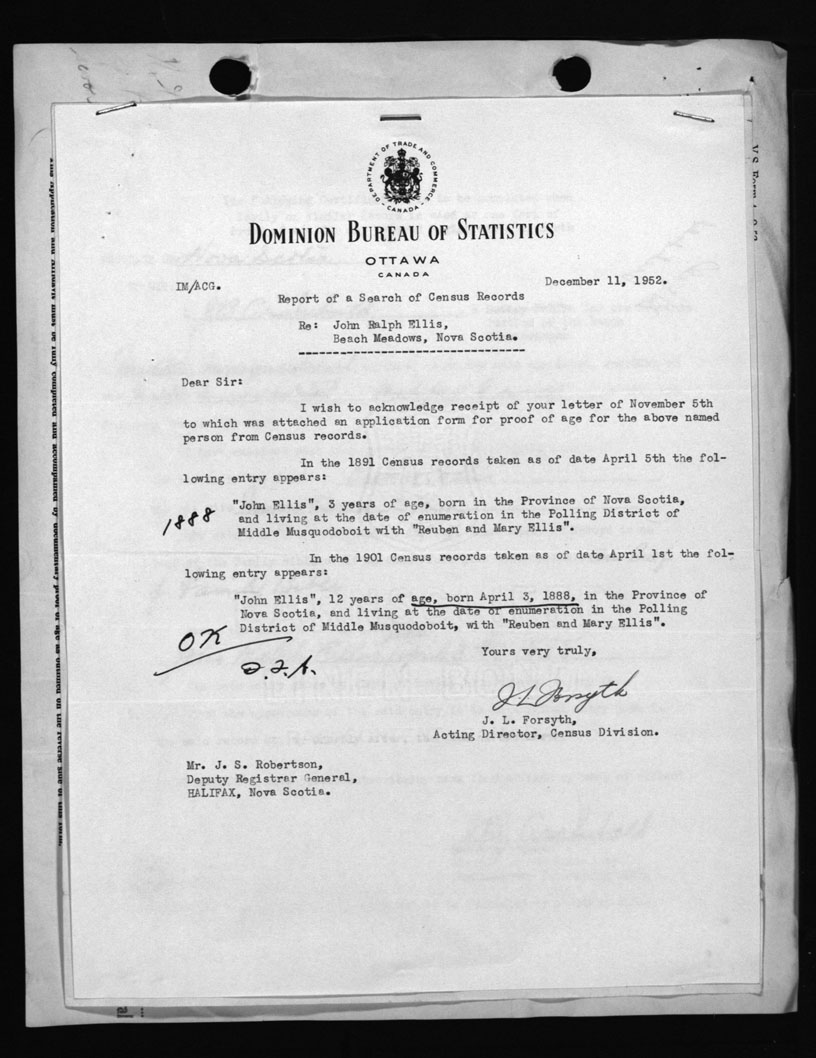 DEPARTMENT OF TRADE AND COMMERCE
CANADA
DOMINION BUREAU OF STATISTICS
OTTAWA
CANADA
IM/ACG.
December 11, 1952.
Report of a Search of Census Records
Re: John Ralph Ellis,
Beach Meadows, Nova Scotia.
Dear Sir:
I wish to acknowledge receipt of your letter of November 5th
to which was attached an application form for proof of age for the above named
person from Census records.
In the 1891 Census records taken as of date April 5th the fol-
lowing entry appears:
"John Ellis", 3 years of age, born in the Province of Nova Scotia,
1888 and living at the date of enumeration in the Polling District of
Middle Musquodoboit with "Reuben and Mary Ellis".
In the 1901 Census records taken as of date April 1st the fol-
lowing entry appears:
"John Ellis", 12 years of age, born April 3, 1888, in the Province of
Nova Scotia, and living at the date of enumeration in the Polling
District of Middle Musquodoboit, with "Reuben and Mary Ellis".
OK
Yours very truly,
J L Forsyth
J. L. Forsyth,
Acting Director, Census Division.
Mr. J. S. Robertson,
Deputy Registrar General,
HALIFAX, Nova Scotia.